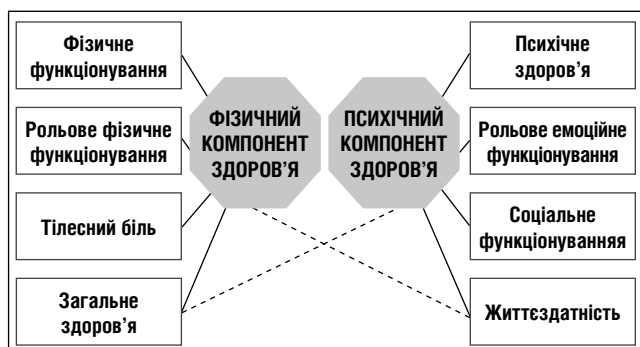 Фізичне
функціонування
Рольове фізичне
функціонування
Тілесний біль
Загальне
здоров’я
ФІЗИЧНИЙ
КОМПОНЕНТ
ЗДОРОВ’Я
ПСИХІЧНИЙ
КОМПОНЕНТ
ЗДОРОВ’Я
Психічне
здоров’я
Рольове емоційне
функціонування
Соціальне
функціонуванняя
Життєздатність